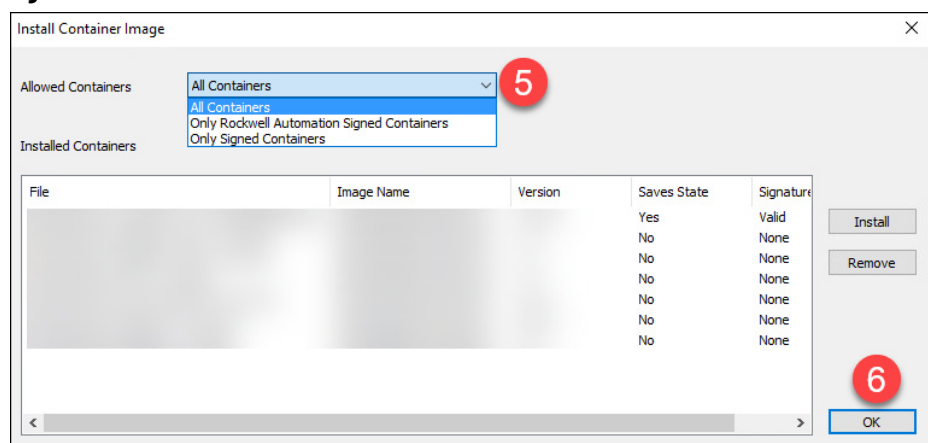 Install Container Image
Allowed Containers All Containers 5
All Containers
Only Rockwell Automation Signed Containers
Only Signed Containers
Installed Containers
File Image Name Version Saves State Signature
Yes Valid Install
No None
No None Remove
No None
No None
No None
No None
6
OK